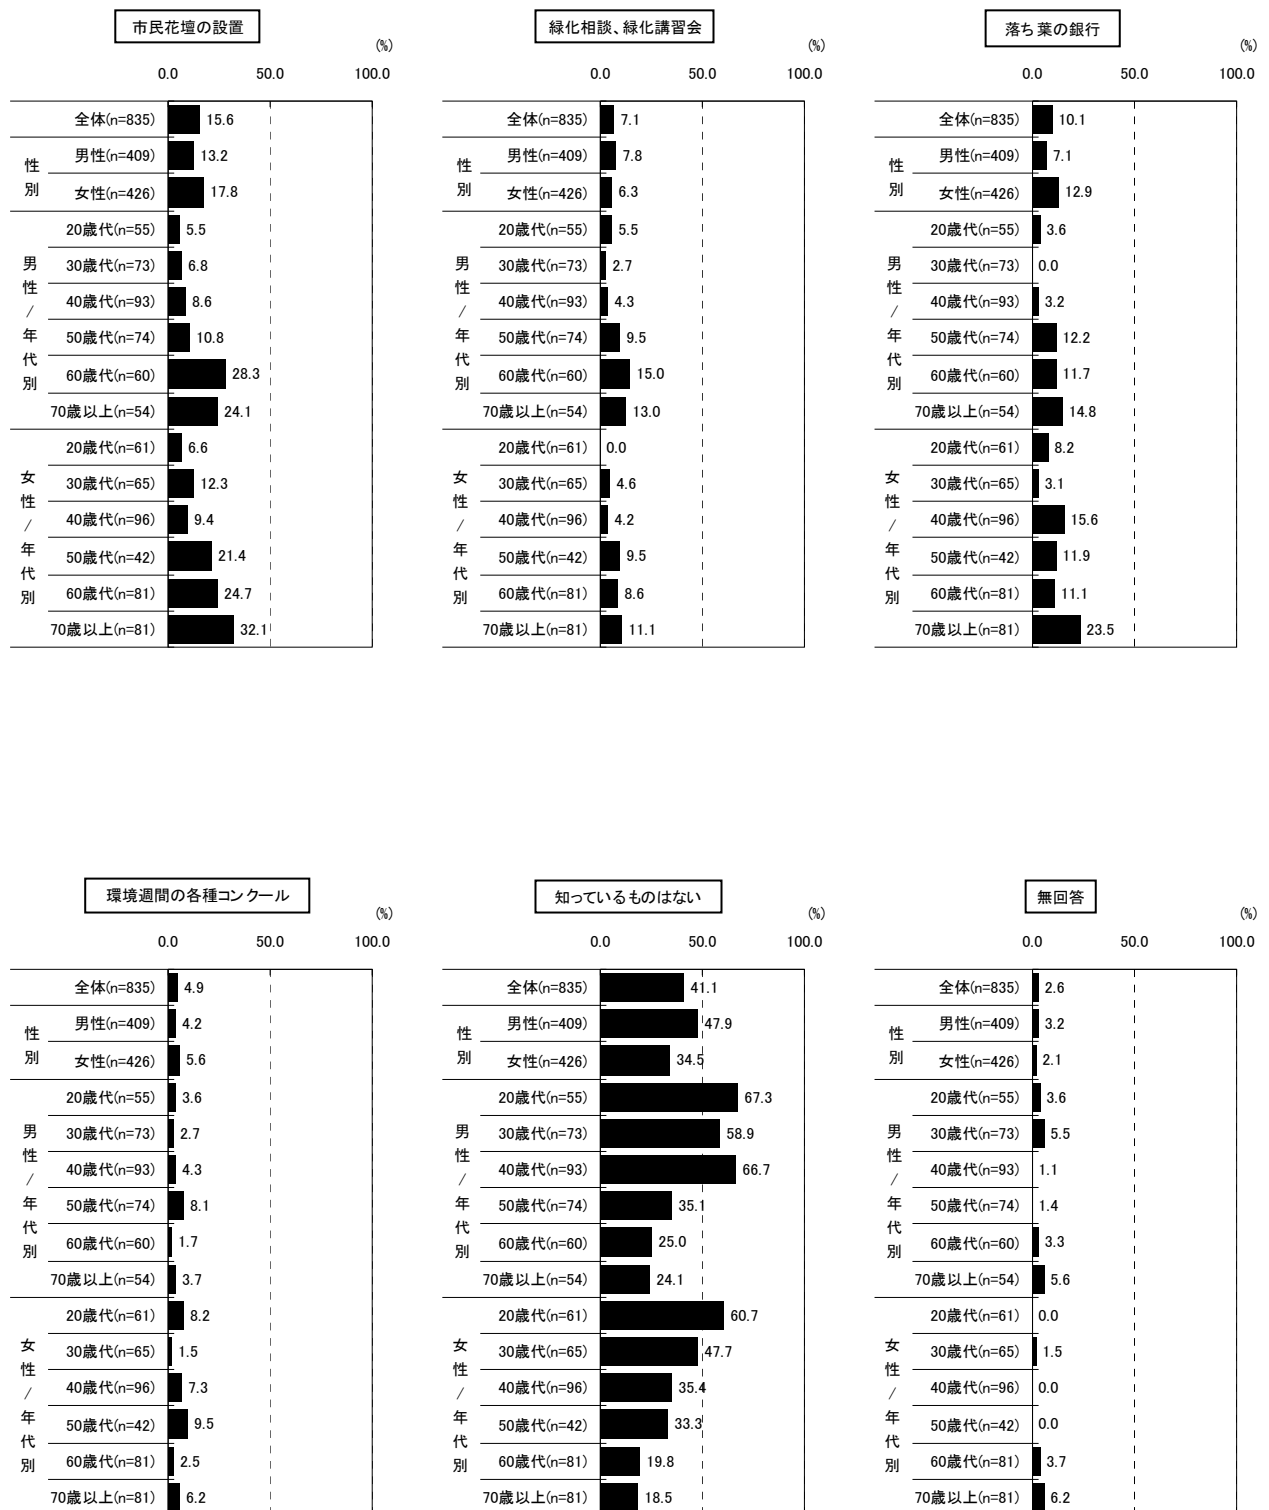 市民花壇の設置
(%)
0.0 50.0 100.0
全体(n=835) 15.6
性別
男性(n=409) 13.2
女性(n=426) 17.8
男性/年代別
20歳代(n=55) 5.5
30歳代(n=73) 6.8
40歳代(n=93) 8.6
50歳代(n=74) 10.8
60歳代(n=60) 28.3
70歳以上(n=54) 24.1
女性/年代別
20歳代(n=61) 6.6
30歳代(n=65) 12.3
40歳代(n=96) 9.4
50歳代(n=42) 21.4
60歳代(n=81) 24.7
70歳以上(n=81) 32.1
緑化相談、緑化講習会
(%)
0.0 50.0 100.0
全体(n=835) 7.1
性別
男性(n=409) 7.8
女性(n=426) 6.3
男性/年代別
20歳代(n=55) 5.5
30歳代(n=73) 2.7
40歳代(n=93) 4.3
50歳代(n=74) 9.5
60歳代(n=60) 15.0
70歳以上(n=54) 13.0
女性/年代別
20歳代(n=61) 0.0
30歳代(n=65) 4.6
40歳代(n=96) 4.2
50歳代(n=42) 9.5
60歳代(n=81) 8.6
70歳以上(n=81) 11.1
落ち葉の銀行
(%)
0.0 50.0 100.0
全体(n=835) 10.1
性別
男性(n=409) 7.1
女性(n=426) 12.9
男性/年代別
20歳代(n=55) 3.6
30歳代(n=73) 0.0
40歳代(n=93) 3.2
50歳代(n=74) 12.2
60歳代(n=60) 11.7
70歳以上(n=54) 14.8
女性/年代別
20歳代(n=61) 8.2
30歳代(n=65) 3.1
40歳代(n=96) 15.6
50歳代(n=42) 11.9
60歳代(n=81) 11.1
70歳以上(n=81) 23.5
環境週間の各種コンクール
(%)
0.0 50.0 100.0
全体(n=835) 4.9
性別
男性(n=409) 4.2
女性(n=426) 5.6
男性/年代別
20歳代(n=55) 3.6
30歳代(n=73) 2.7
40歳代(n=93) 4.3
50歳代(n=74) 8.1
60歳代(n=60) 1.7
70歳以上(n=54) 3.7
女性/年代別
20歳代(n=61) 8.2
30歳代(n=65) 1.5
40歳代(n=96) 7.3
50歳代(n=42) 9.5
60歳代(n=81) 2.5
70歳以上(n=81) 6.2
知っているものはない
(%)
0.0 50.0 100.0
全体(n=835) 41.1
性別
男性(n=409) 47.9
女性(n=426) 34.5
男性/年代別
20歳代(n=55) 67.3
30歳代(n=73) 58.9
40歳代(n=93) 66.7
50歳代(n=74) 35.1
60歳代(n=60) 25.0
70歳以上(n=54) 24.1
女性/年代別
20歳代(n=61) 60.7
30歳代(n=65) 47.7
40歳代(n=96) 35.4
50歳代(n=42) 33.3
60歳代(n=81) 19.8
70歳以上(n=81) 18.5
無回答
(%)
0.0 50.0 100.0
全体(n=835) 2.6
性別
男性(n=409) 3.2
女性(n=426) 2.1
男性/年代別
20歳代(n=55) 3.6
30歳代(n=73) 5.5
40歳代(n=93) 1.1
50歳代(n=74) 1.4
60歳代(n=60) 3.3
70歳以上(n=54) 5.6
女性/年代別
20歳代(n=61) 0.0
30歳代(n=65) 1.5
40歳代(n=96) 0.0
50歳代(n=42) 0.0
60歳代(n=81) 3.7
70歳以上(n=81) 6.2